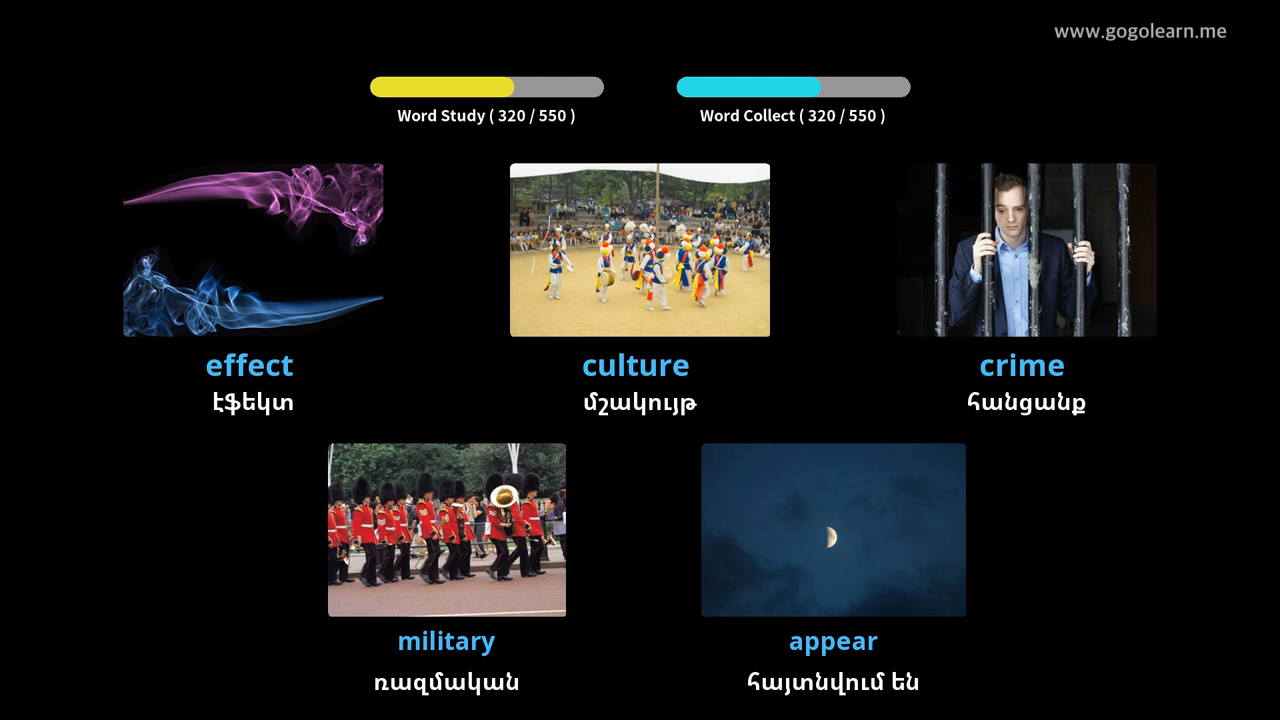 www.gogolearn.me
Word Study ( 320 / 550 )
Word Collect ( 320 / 550 )
effect
culture
crime
էֆեկտ
մշակույթ
հանցանք
military
appear
ռազմական
հայտնվում են